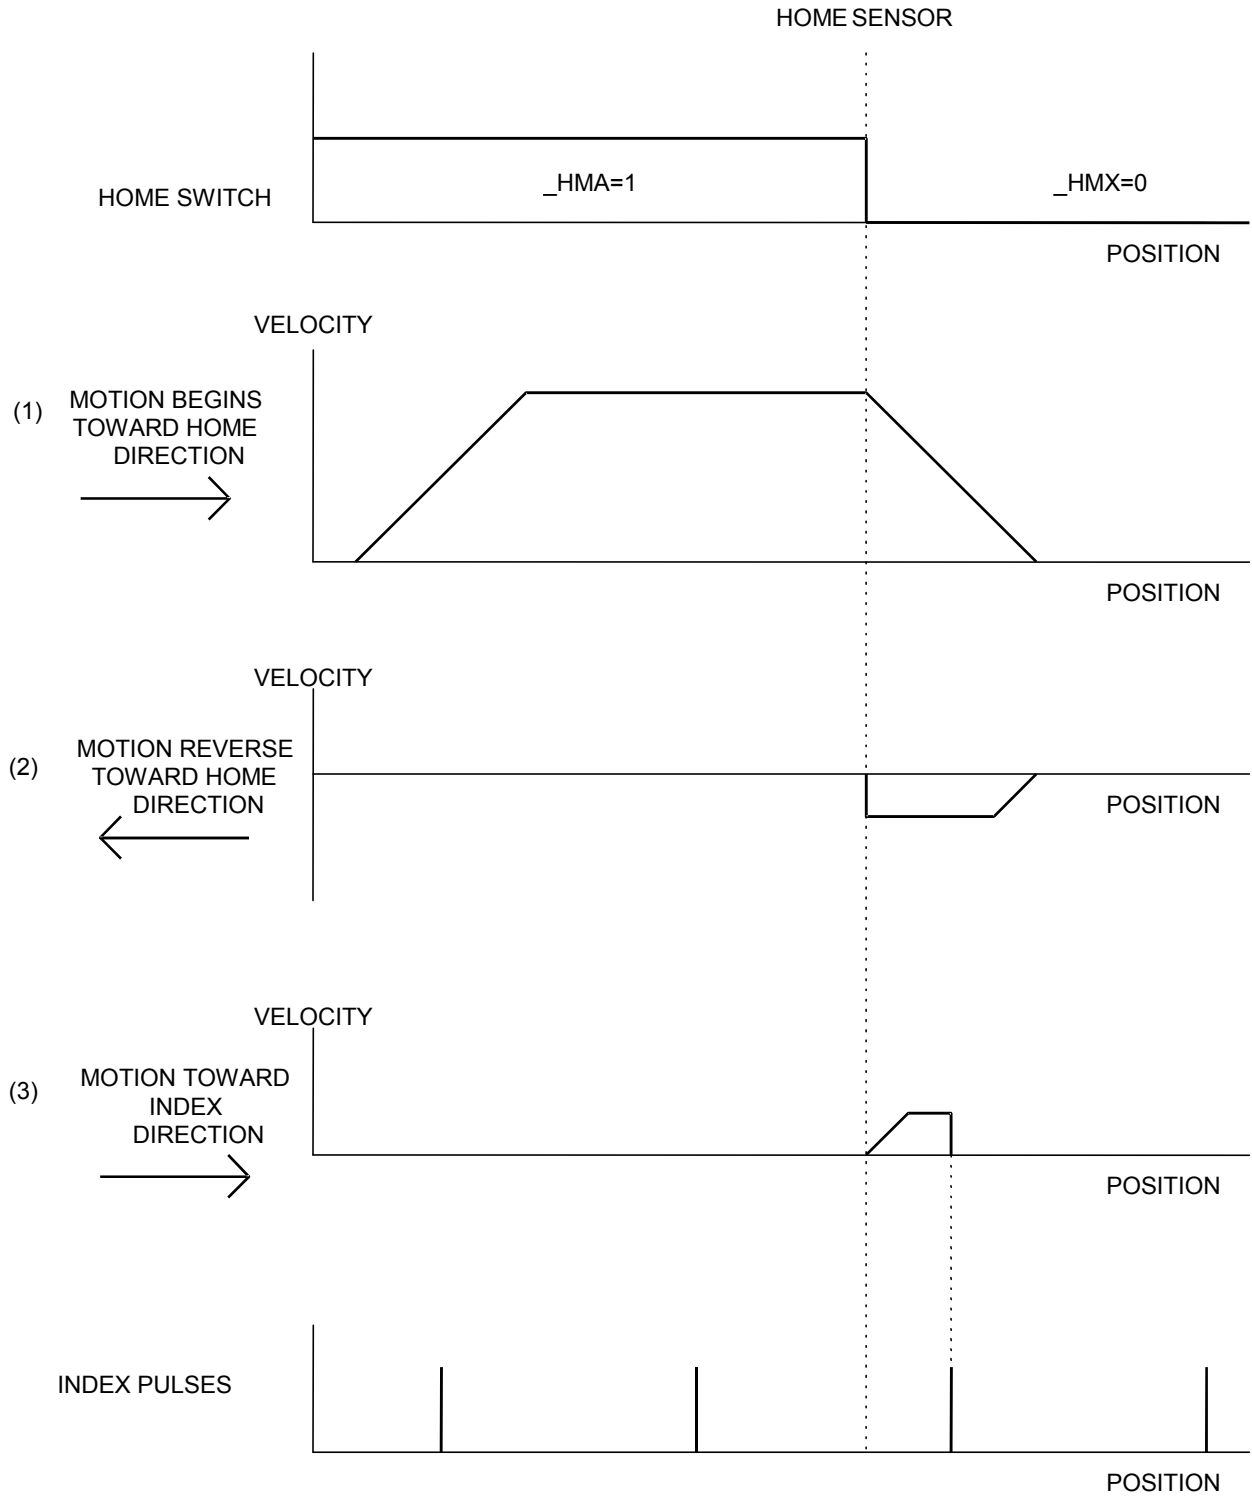 HOME SENSOR
HOME SWITCH
_HMA=1
_HMX=0
POSITION
VELOCITY
(1)
MOTION BEGINS
TOWARD HOME
DIRECTION
POSITION
VELOCITY
(2)
MOTION REVERSE
TOWARD HOME
DIRECTION
POSITION
VELOCITY
(3)
MOTION TOWARD
INDEX
DIRECTION
POSITION
INDEX PULSES
POSITION